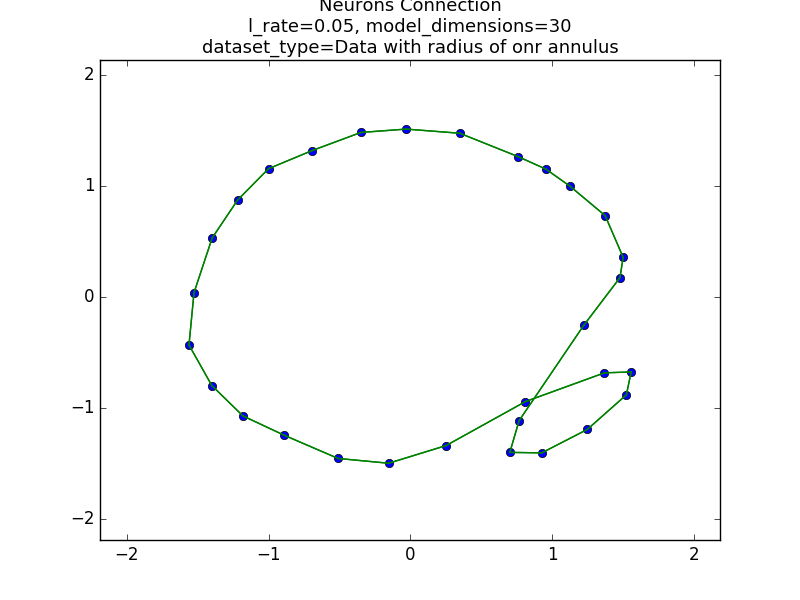 Neurons Connection
l_rate=0.05, model_dimensions=30
dataset_type=Data with radius of onr annulus
2
1
0
−1
−2
−2 −1 0 1 2